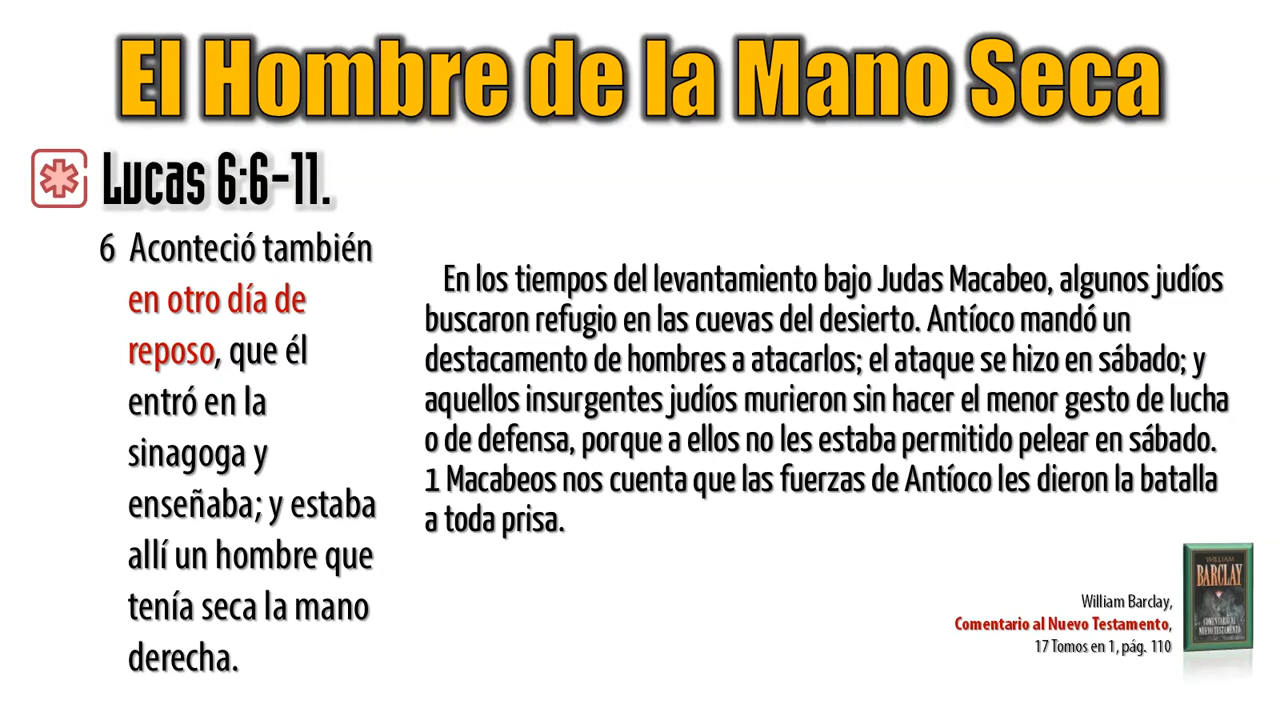 El Hombre de la Mano Seca
Lucas 6:6-11.
6 Aconteció también
en otro día de
reposo, que él
entró en la
sinagoga y
enseñaba; y estaba
allí un hombre que
tenía seca la mano
derecha.
En los tiempos del levantamiento bajo Judas Macabeo, algunos judíos
buscaron refugio en las cuevas del desierto. Antíoco mandó un
destacamento de hombres a atacarlos; el ataque se hizo en sábado; y
aquellos insurgentes judíos murieron sin hacer el menor gesto de lucha
o de defensa, porque a ellos no les estaba permitido pelear en sábado.
1 Macabeos nos cuenta que las fuerzas de Antíoco les dieron la batalla
a toda prisa.
William Barclay,
Comentario al Nuevo Testamento,
17 Tomos en 1, pág. 110
WILLIAM
BARCLAY
COMENTARIO AL
NUEVO TESTAMENTO